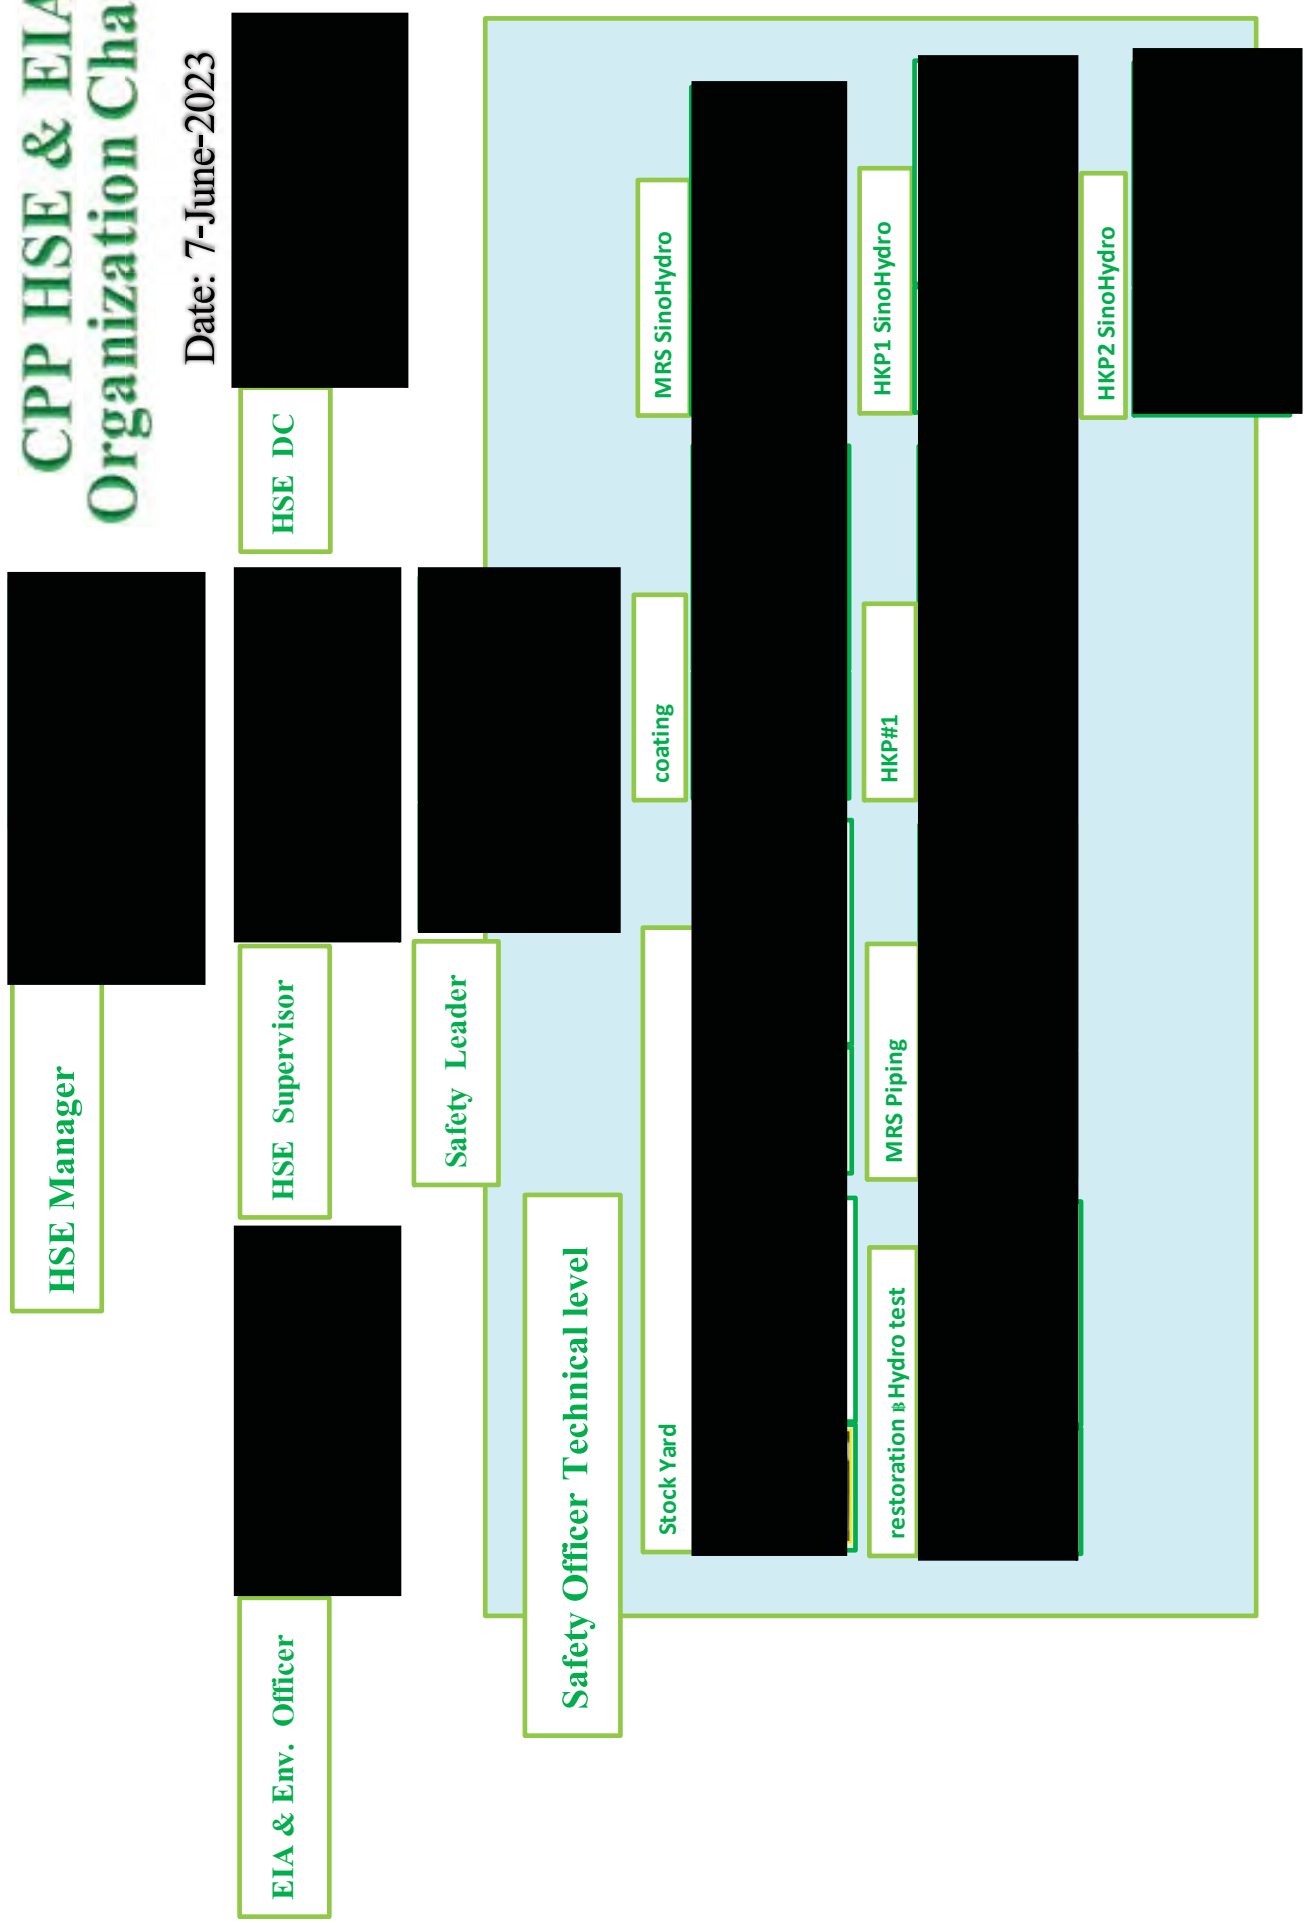 CPP HSE & EIA
Organization Cha
Date: 7-June-2023
HSE Manager
EIA & Env. Officer
HSE Supervisor
HSE DC
Safety Leader
Safety Officer Technical level
Stock Yard
coating
MRS SinoHydro
restoration в Hydro test
MRS Piping
HKP#1
HKP1 SinoHydro
HKP2 SinoHydro